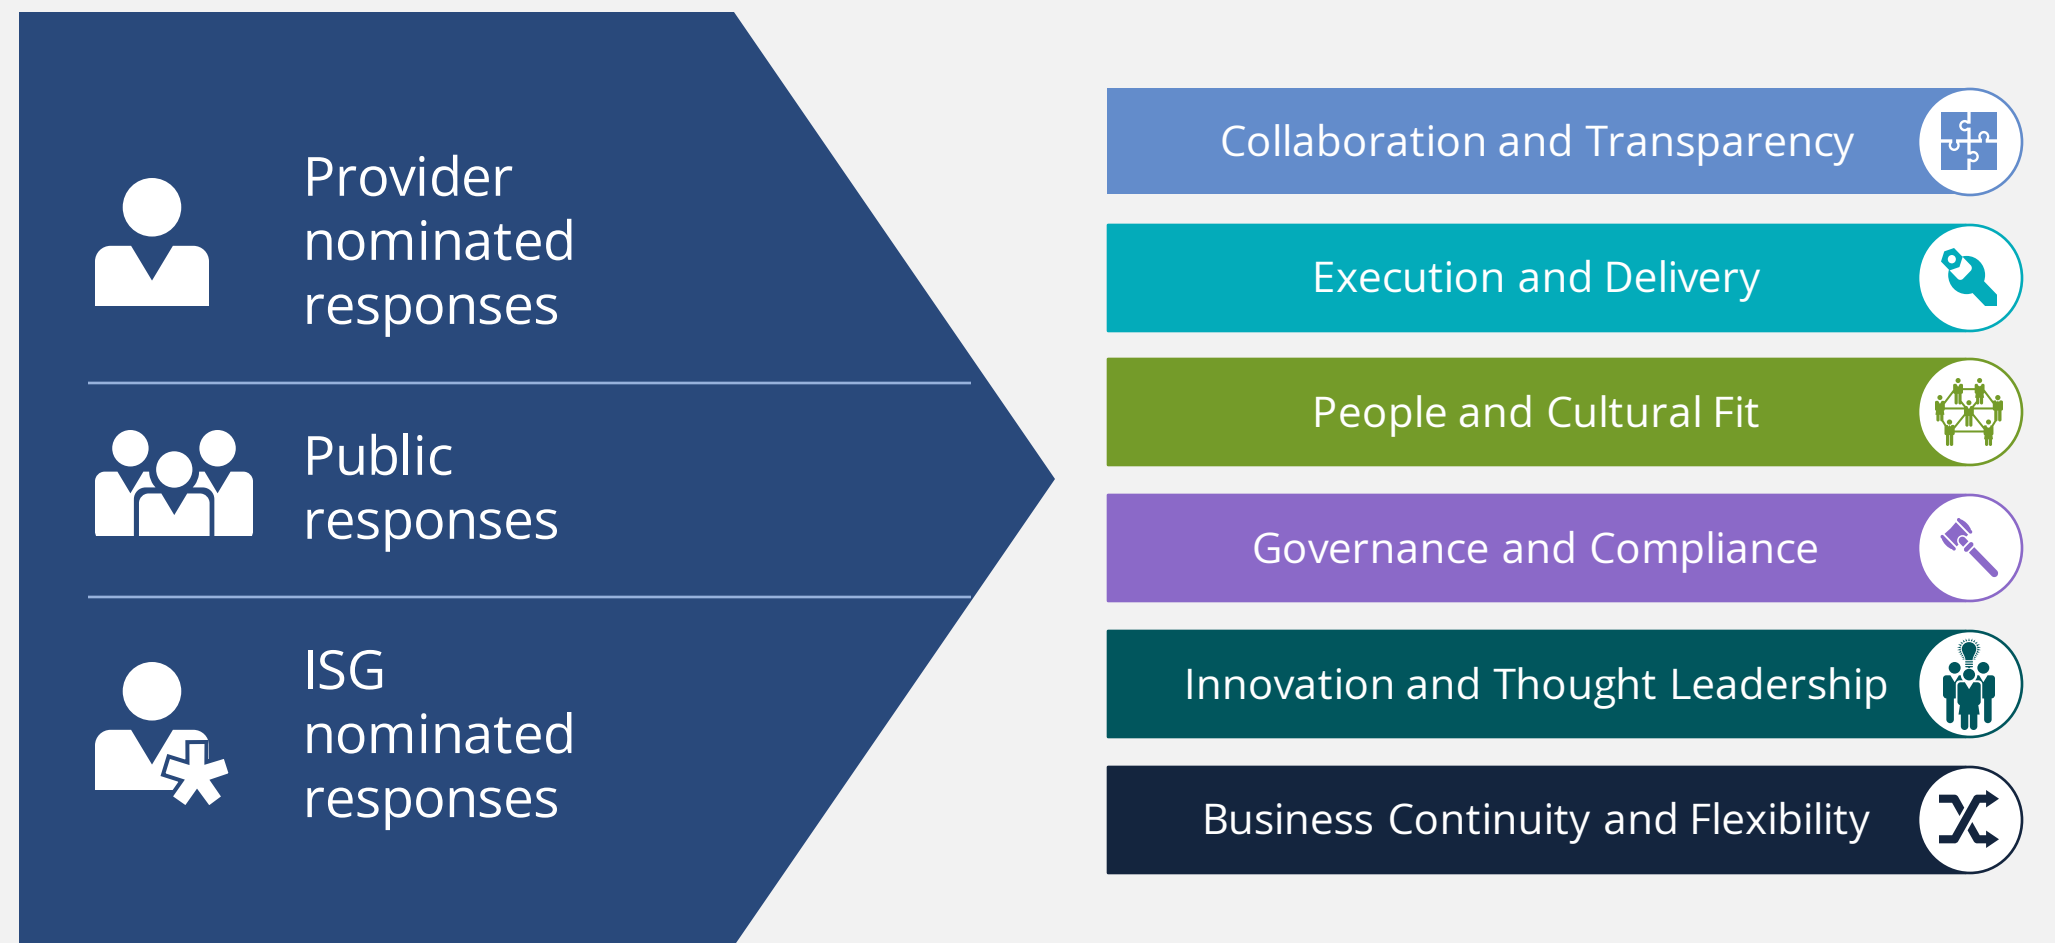 Provider
nominated
responses
Public
responses
ISG
nominated
responses
Collaboration and Transparency
Execution and Delivery
People and Cultural Fit
Governance and Compliance
Innovation and Thought Leadership
Business Continuity and Flexibility